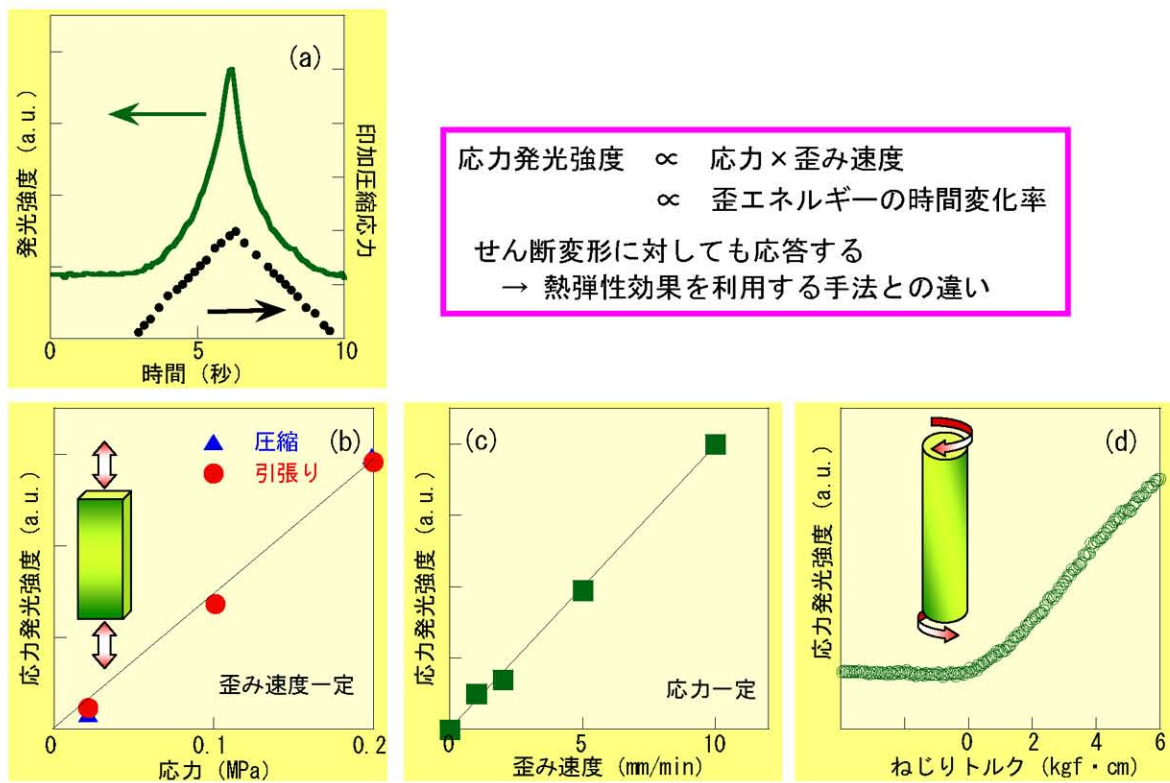 (a)
発光強度 (a.u.)
印加圧縮応力
0 5 10
時間 (秒)
応力発光強度 ∝ 応力×歪み速度
∝ 歪エネルギーの時間変化率
せん断変形に対しても応答する
→ 熱弾性効果を利用する手法との違い
(b)
圧縮
引張り
応力発光強度 (a.u.)
歪み速度一定
0 0.1 0.2
応力 (MPa)
(c)
応力発光強度 (a.u.)
応力一定
0 5 10
歪み速度 (mm/min)
(d)
応力発光強度 (a.u.)
0 2 4 6
ねじりトルク (kgf・cm)